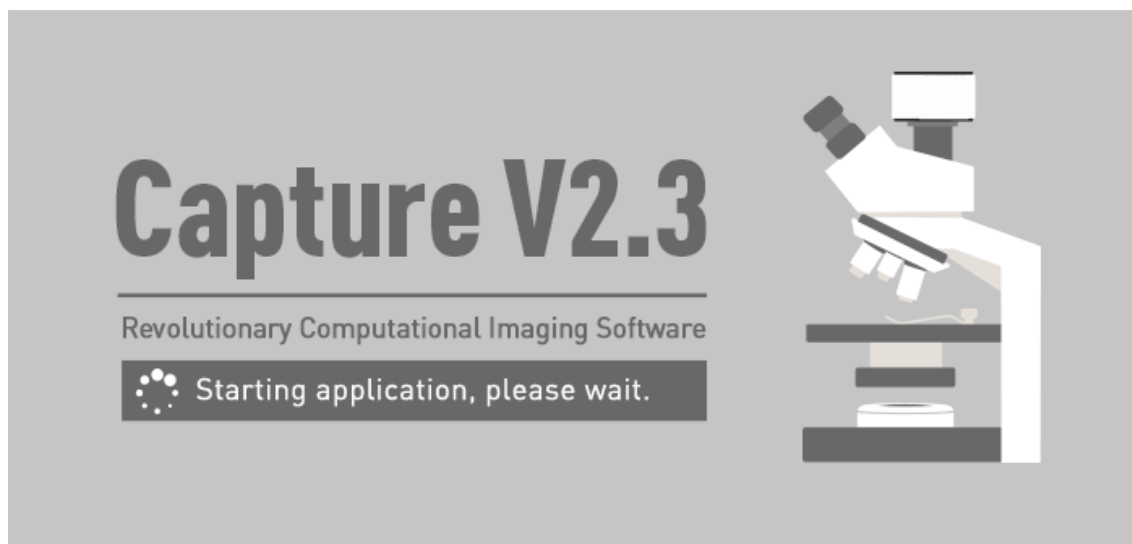 Capture V2.3
Revolutionary Computational Imaging Software
Starting application, please wait.